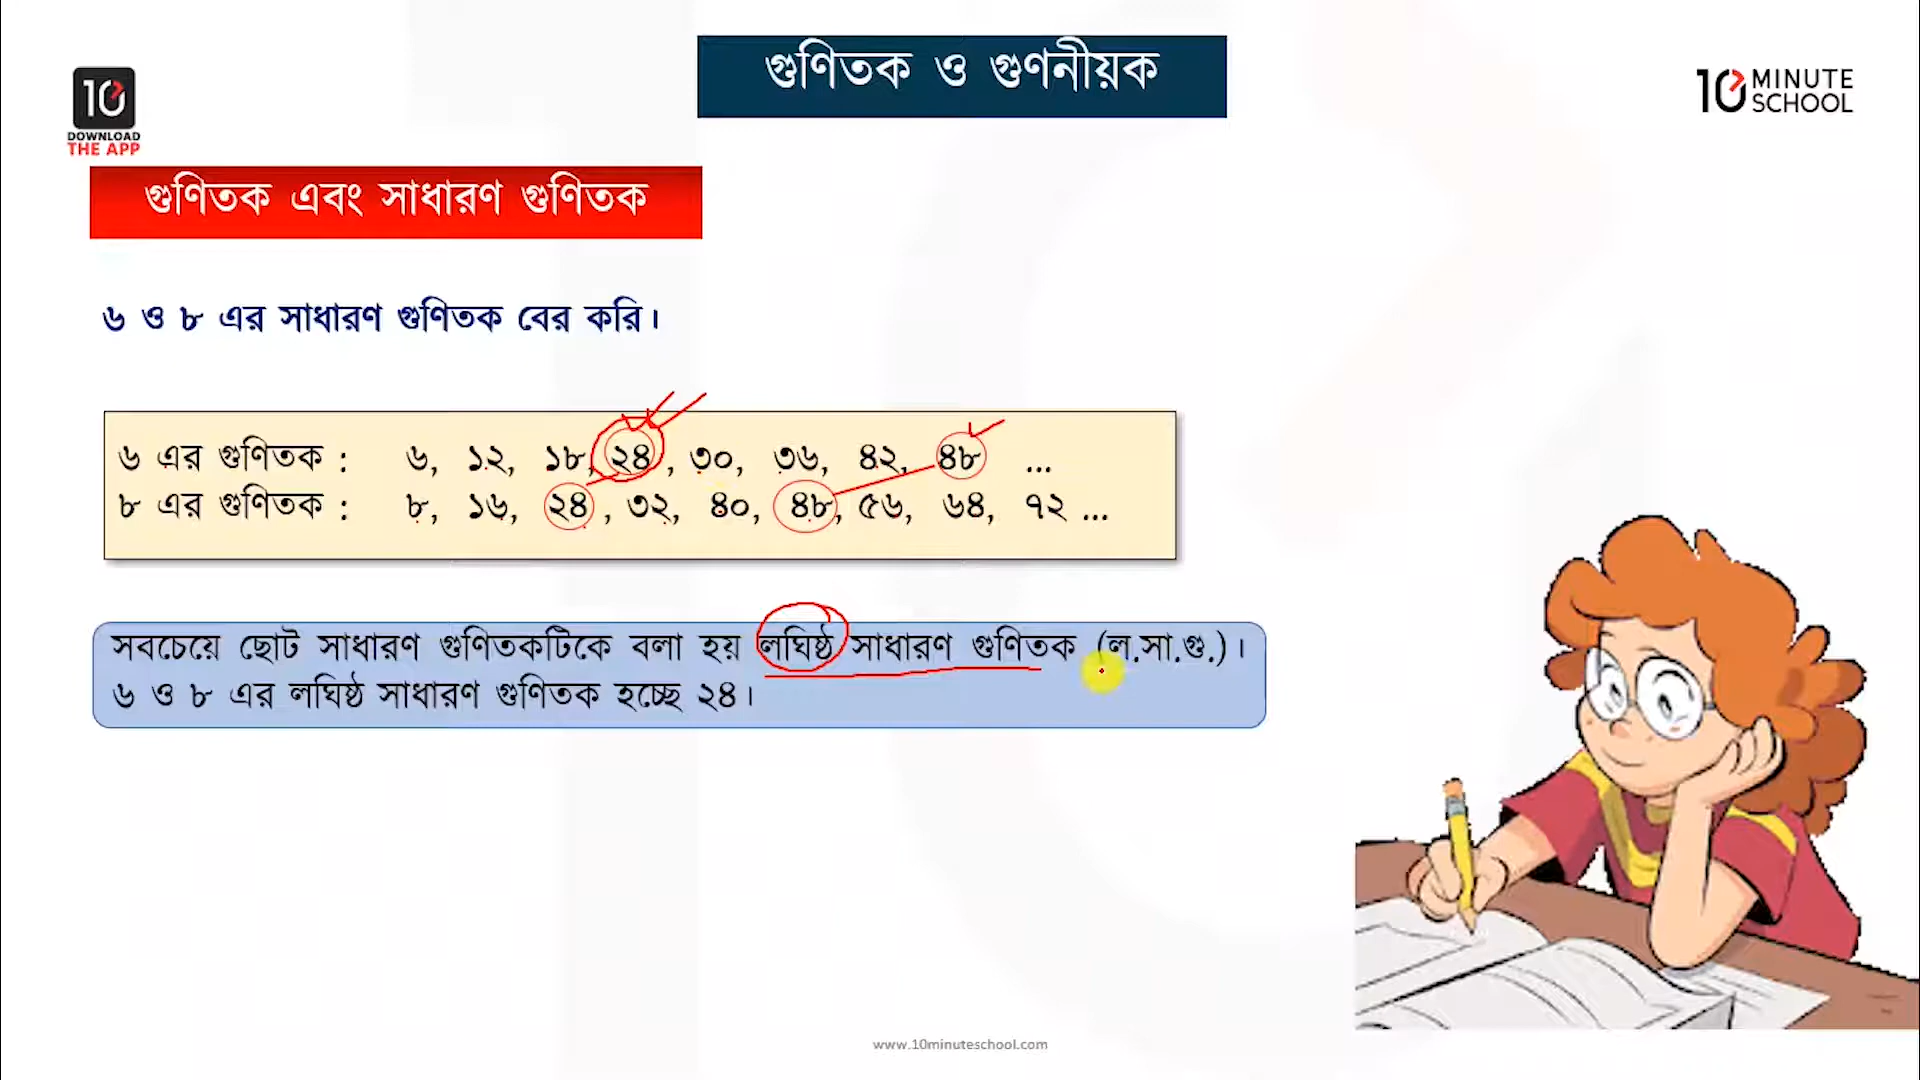 গুণিতক ও গুণনীয়ক
10
DOWNLOAD
THE APP
10 MINUTE
SCHOOL
গুণিতক এবং সাধারণ গুণিতক
৬ ও ৮ এর সাধারণ গুণিতক বের করি।
৬ এর গুণিতক : ৬, ১২, ১৮, ২৪, ৩০, ৩৬, ৪২, ৪৮ ...
৮ এর গুণিতক : ৮, ১৬, ২৪, ৩২, ৪০, ৪৮, ৫৬, ৬৪, ৭২ ...
সবচেয়ে ছোট সাধারণ গুণিতকটিকে বলা হয় লঘিষ্ঠ সাধারণ গুণিতক (ল.সা.গু.)।
৬ ও ৮ এর লঘিষ্ঠ সাধারণ গুণিতক হচ্ছে ২৪।
www.10minuteschool.com